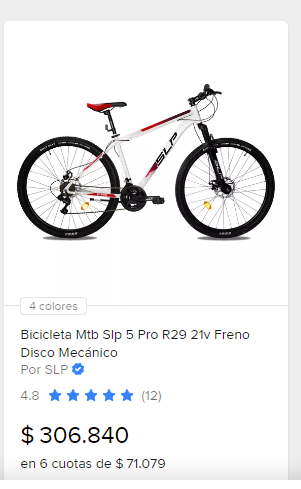 SLP
4 colores
Bicicleta Mtb Slp 5 Pro R29 21v Freno
Disco Mecánico
Por SLP
4.8 (12)
$ 306.840
en 6 cuotas de $ 71.079